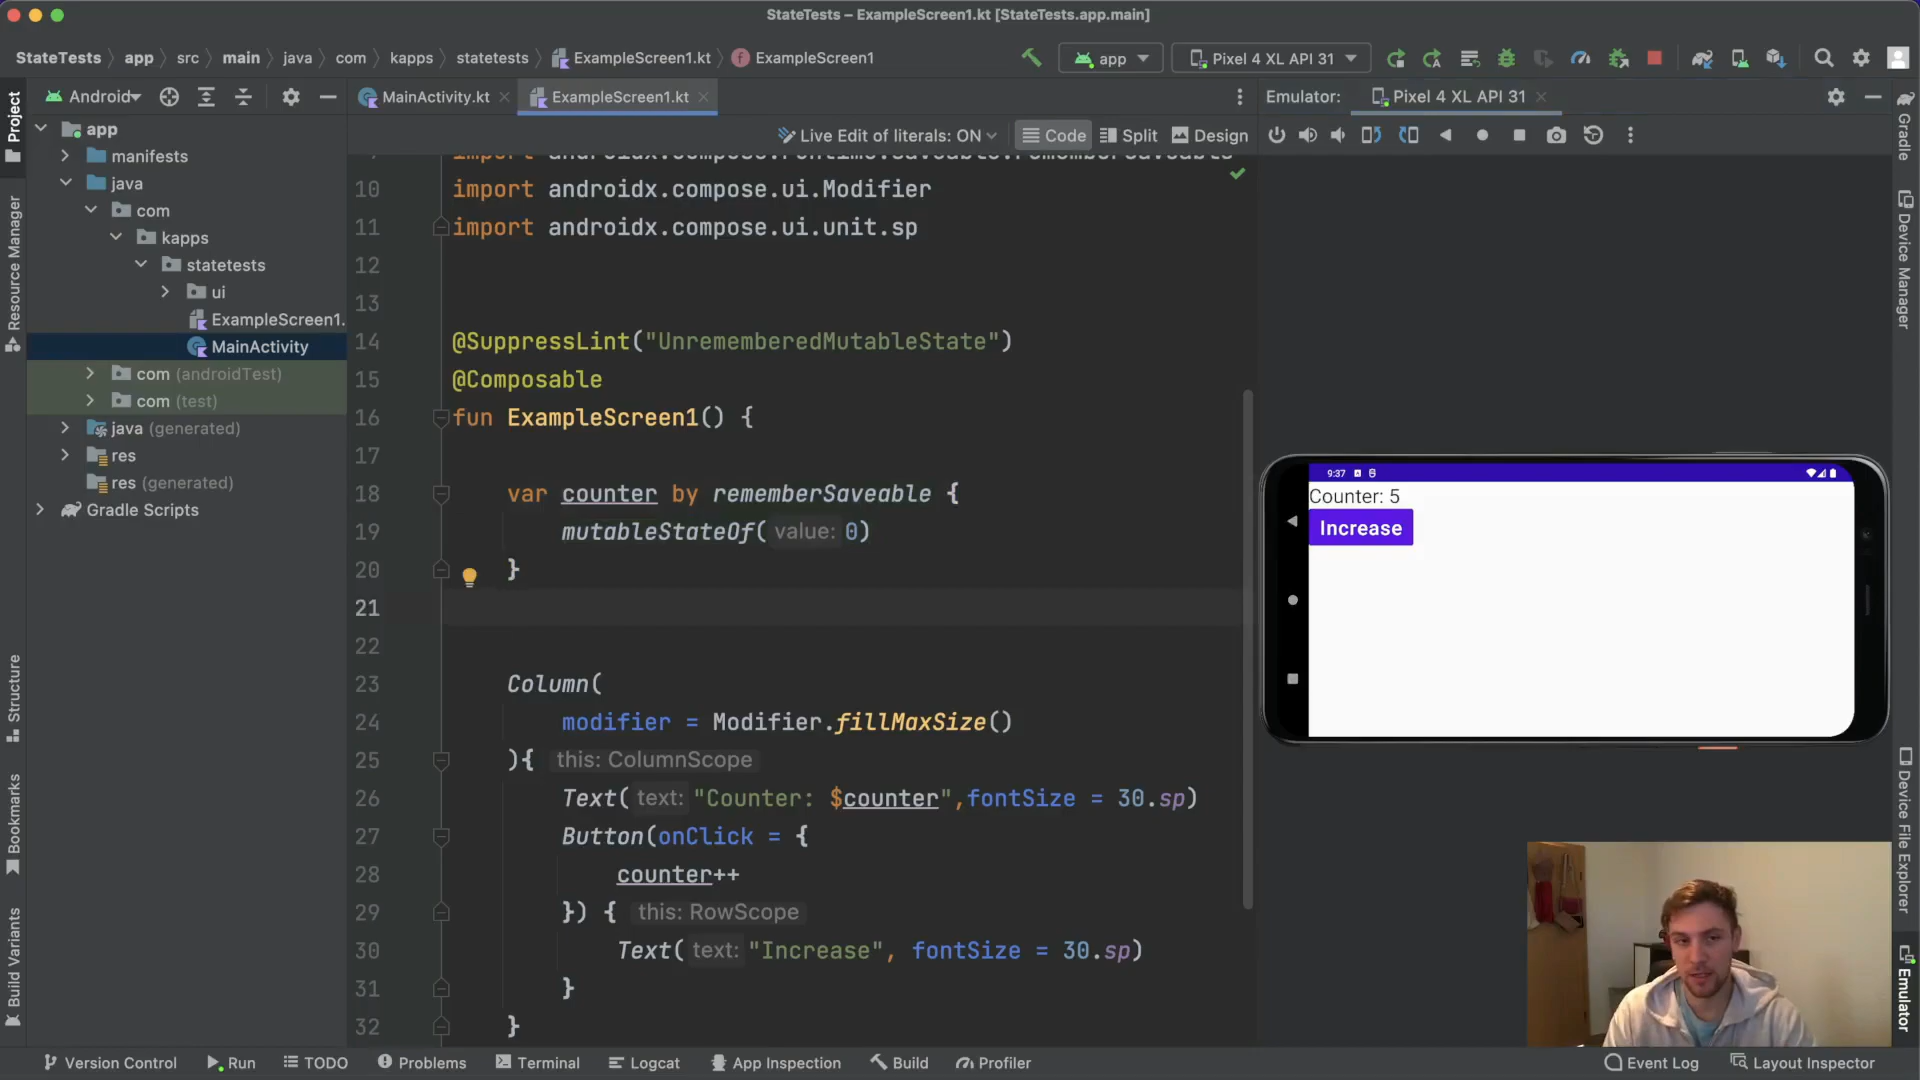 StateTests – ExampleScreen1.kt [StateTests.app.main]
StateTests app src main java com kapps statetests ExampleScreen1.kt ExampleScreen1
app Pixel 4 XL API 31
Android
MainActivity.kt ExampleScreen1.kt
Emulator: Pixel 4 XL API 31
Live Edit of literals: ON Code Split Design
Project
Resource Manager
Structure
Bookmarks
Build Variants
app
manifests
java
com
kapps
statetests
ui
ExampleScreen1.
MainActivity
com (androidTest)
com (test)
java (generated)
res
res (generated)
Gradle Scripts
import androidx.compose.runtime.saveable.rememberSaveable
10 import androidx.compose.ui.Modifier
11 import androidx.compose.ui.unit.sp
12
13
14 @SuppressLint("UnrememberedMutableState")
15 @Composable
16 fun ExampleScreen1() {
17
18 var counter by rememberSaveable {
19 mutableStateOf( value: 0)
20 }
21
22
23 Column(
24 modifier = Modifier.fillMaxSize()
25 ){ this: ColumnScope
26 Text( text: "Counter: $counter",fontSize = 30.sp)
27 Button(onClick = {
28 counter++
29 }) { this: RowScope
30 Text( text: "Increase", fontSize = 30.sp)
31 }
32 }
9:37
Counter: 5
Increase
Gradle
Device Manager
Device File Explorer
Emulator
Version Control Run TODO Problems Terminal Logcat App Inspection Build Profiler Event Log Layout Inspector